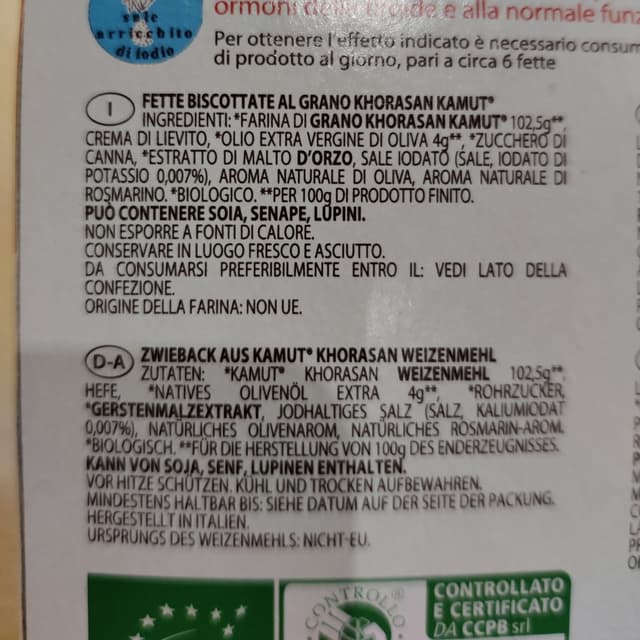 sale
arricchito
di iodio
ormoni della tiroide e alla normale
Per ottenere l'effetto indicato è necessario
di prodotto al giorno, pari a circa 6 fette
I
FETTE BISCOTTATE AL GRANO KHORASAN KAMUT®
INGREDIENTI: *FARINA DI GRANO KHORASAN KAMUT® 102,5g**,
CREMA DI LIEVITO, *OLIO EXTRA VERGINE DI OLIVA 4g**, *ZUCCHERO DI
CANNA, *ESTRATTO DI MALTO D'ORZO, SALE IODATO (SALE, IODATO DI
POTASSIO 0,007%), AROMA NATURALE DI OLIVA, AROMA NATURALE DI
ROSMARINO. *BIOLOGICO. **PER 100g DI PRODOTTO FINITO.
PUÒ CONTENERE SOIA, SENAPE, LUPINI.
NON ESPORRE A FONTI DI CALORE.
CONSERVARE IN LUOGO FRESCO E ASCIUTTO.
DA CONSUMARSI PREFERIBILMENTE ENTRO IL: VEDI LATO DELLA
CONFEZIONE.
ORIGINE DELLA FARINA: NON UE.
D-A
ZWIEBACK AUS KAMUT® KHORASAN WEIZENMEHL
ZUTATEN: *KAMUT® KHORASAN WEIZENMEHL 102,5g**,
HEFE, *NATIVES OLIVENÖL EXTRA 4g**, *ROHRZUCKER,
*GERSTENMALZEXTRAKT, JODHALTIGES SALZ (SALZ, KALIUMIODAT
0,007%), NATÜRLICHES OLIVENAROM, NATÜRLICHES ROSMARIN-AROM.
*BIOLOGISCH. **FÜR DIE HERSTELLUNG VON 100g DES ENDERZEUGNISSES.
KANN VON SOJA, SENF, LUPINEN ENTHALTEN.
VOR HITZE SCHÜTZEN. KÜHL UND TROCKEN AUFBEWAHREN.
MINDESTENS HALTBAR BIS: SIEHE DATUM AUF DER SEITE DER PACKUNG.
HERGESTELLT IN ITALIEN.
URSPRUNGS DES WEIZENMEHLS: NICHT-EU.
CONTROLLO
CONTROLLATO
E CERTIFICATO
DA CCPB srl